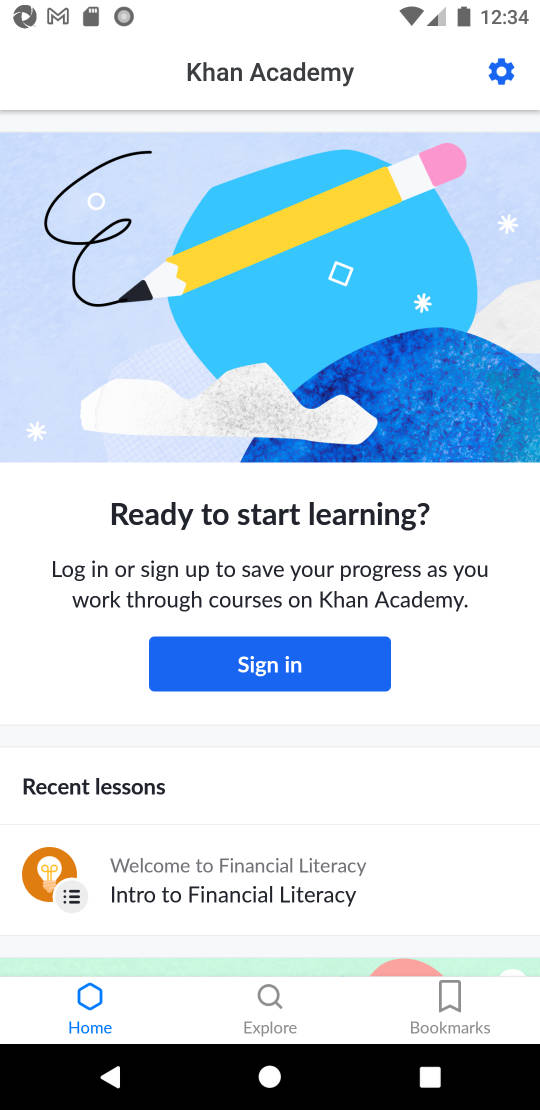 12:34
Khan Academy
Ready to start learning?
Log in or sign up to save your progress as you
work through courses on Khan Academy.
Sign in
Recent lessons
Welcome to Financial Literacy
Intro to Financial Literacy
Home
Explore
Bookmarks